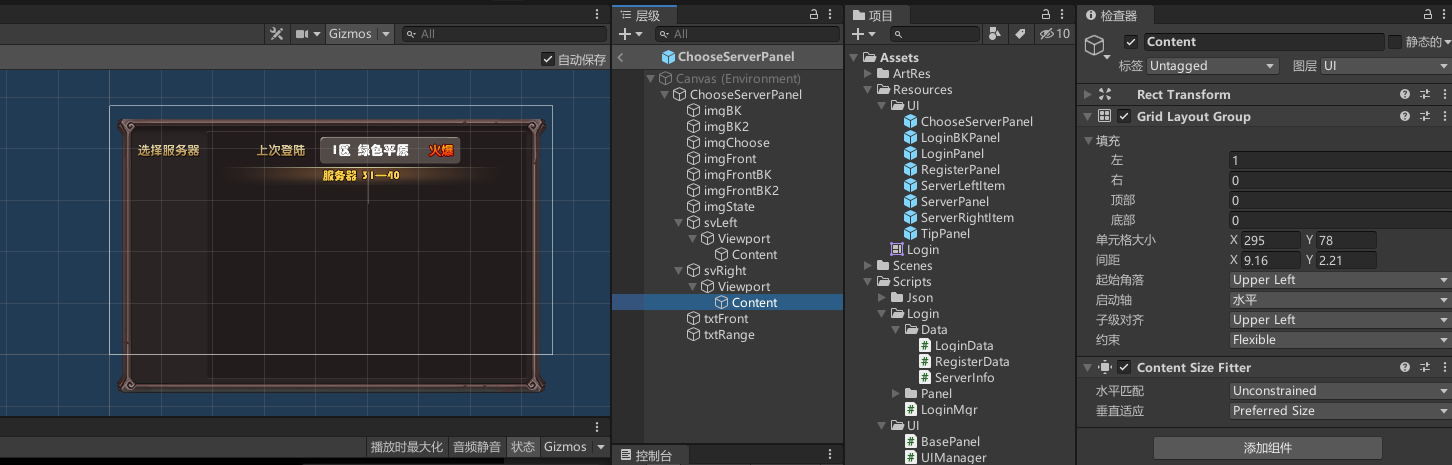 Gizmos
All
自动保存
选择服务器
上次登陆
1区 绿色平原
火爆
服务器 31—40
播放时最大化
音频静音
状态
Gizmos
层级
All
ChooseServerPanel
Canvas (Environment)
ChooseServerPanel
imgBK
imgBK2
imgChoose
imgFront
imgFrontBK
imgFrontBK2
imgState
svLeft
Viewport
Content
svRight
Viewport
Content
txtFront
txtRange
控制台
项目
10
Assets
ArtRes
Resources
UI
ChooseServerPanel
LoginBKPanel
LoginPanel
RegisterPanel
ServerLeftItem
ServerPanel
ServerRightItem
TipPanel
Login
Scenes
Scripts
Json
Login
Data
LoginData
RegisterData
ServerInfo
Panel
LoginMgr
UI
BasePanel
UIManager
检查器
Content
静态的
标签 Untagged 图层 UI
Rect Transform
Grid Layout Group
填充
左 1
右 0
顶部 0
底部 0
单元格大小 X 295 Y 78
间距 X 9.16 Y 2.21
起始角落 Upper Left
启动轴 水平
子级对齐 Upper Left
约束 Flexible
Content Size Fitter
水平匹配 Unconstrained
垂直适应 Preferred Size
添加组件